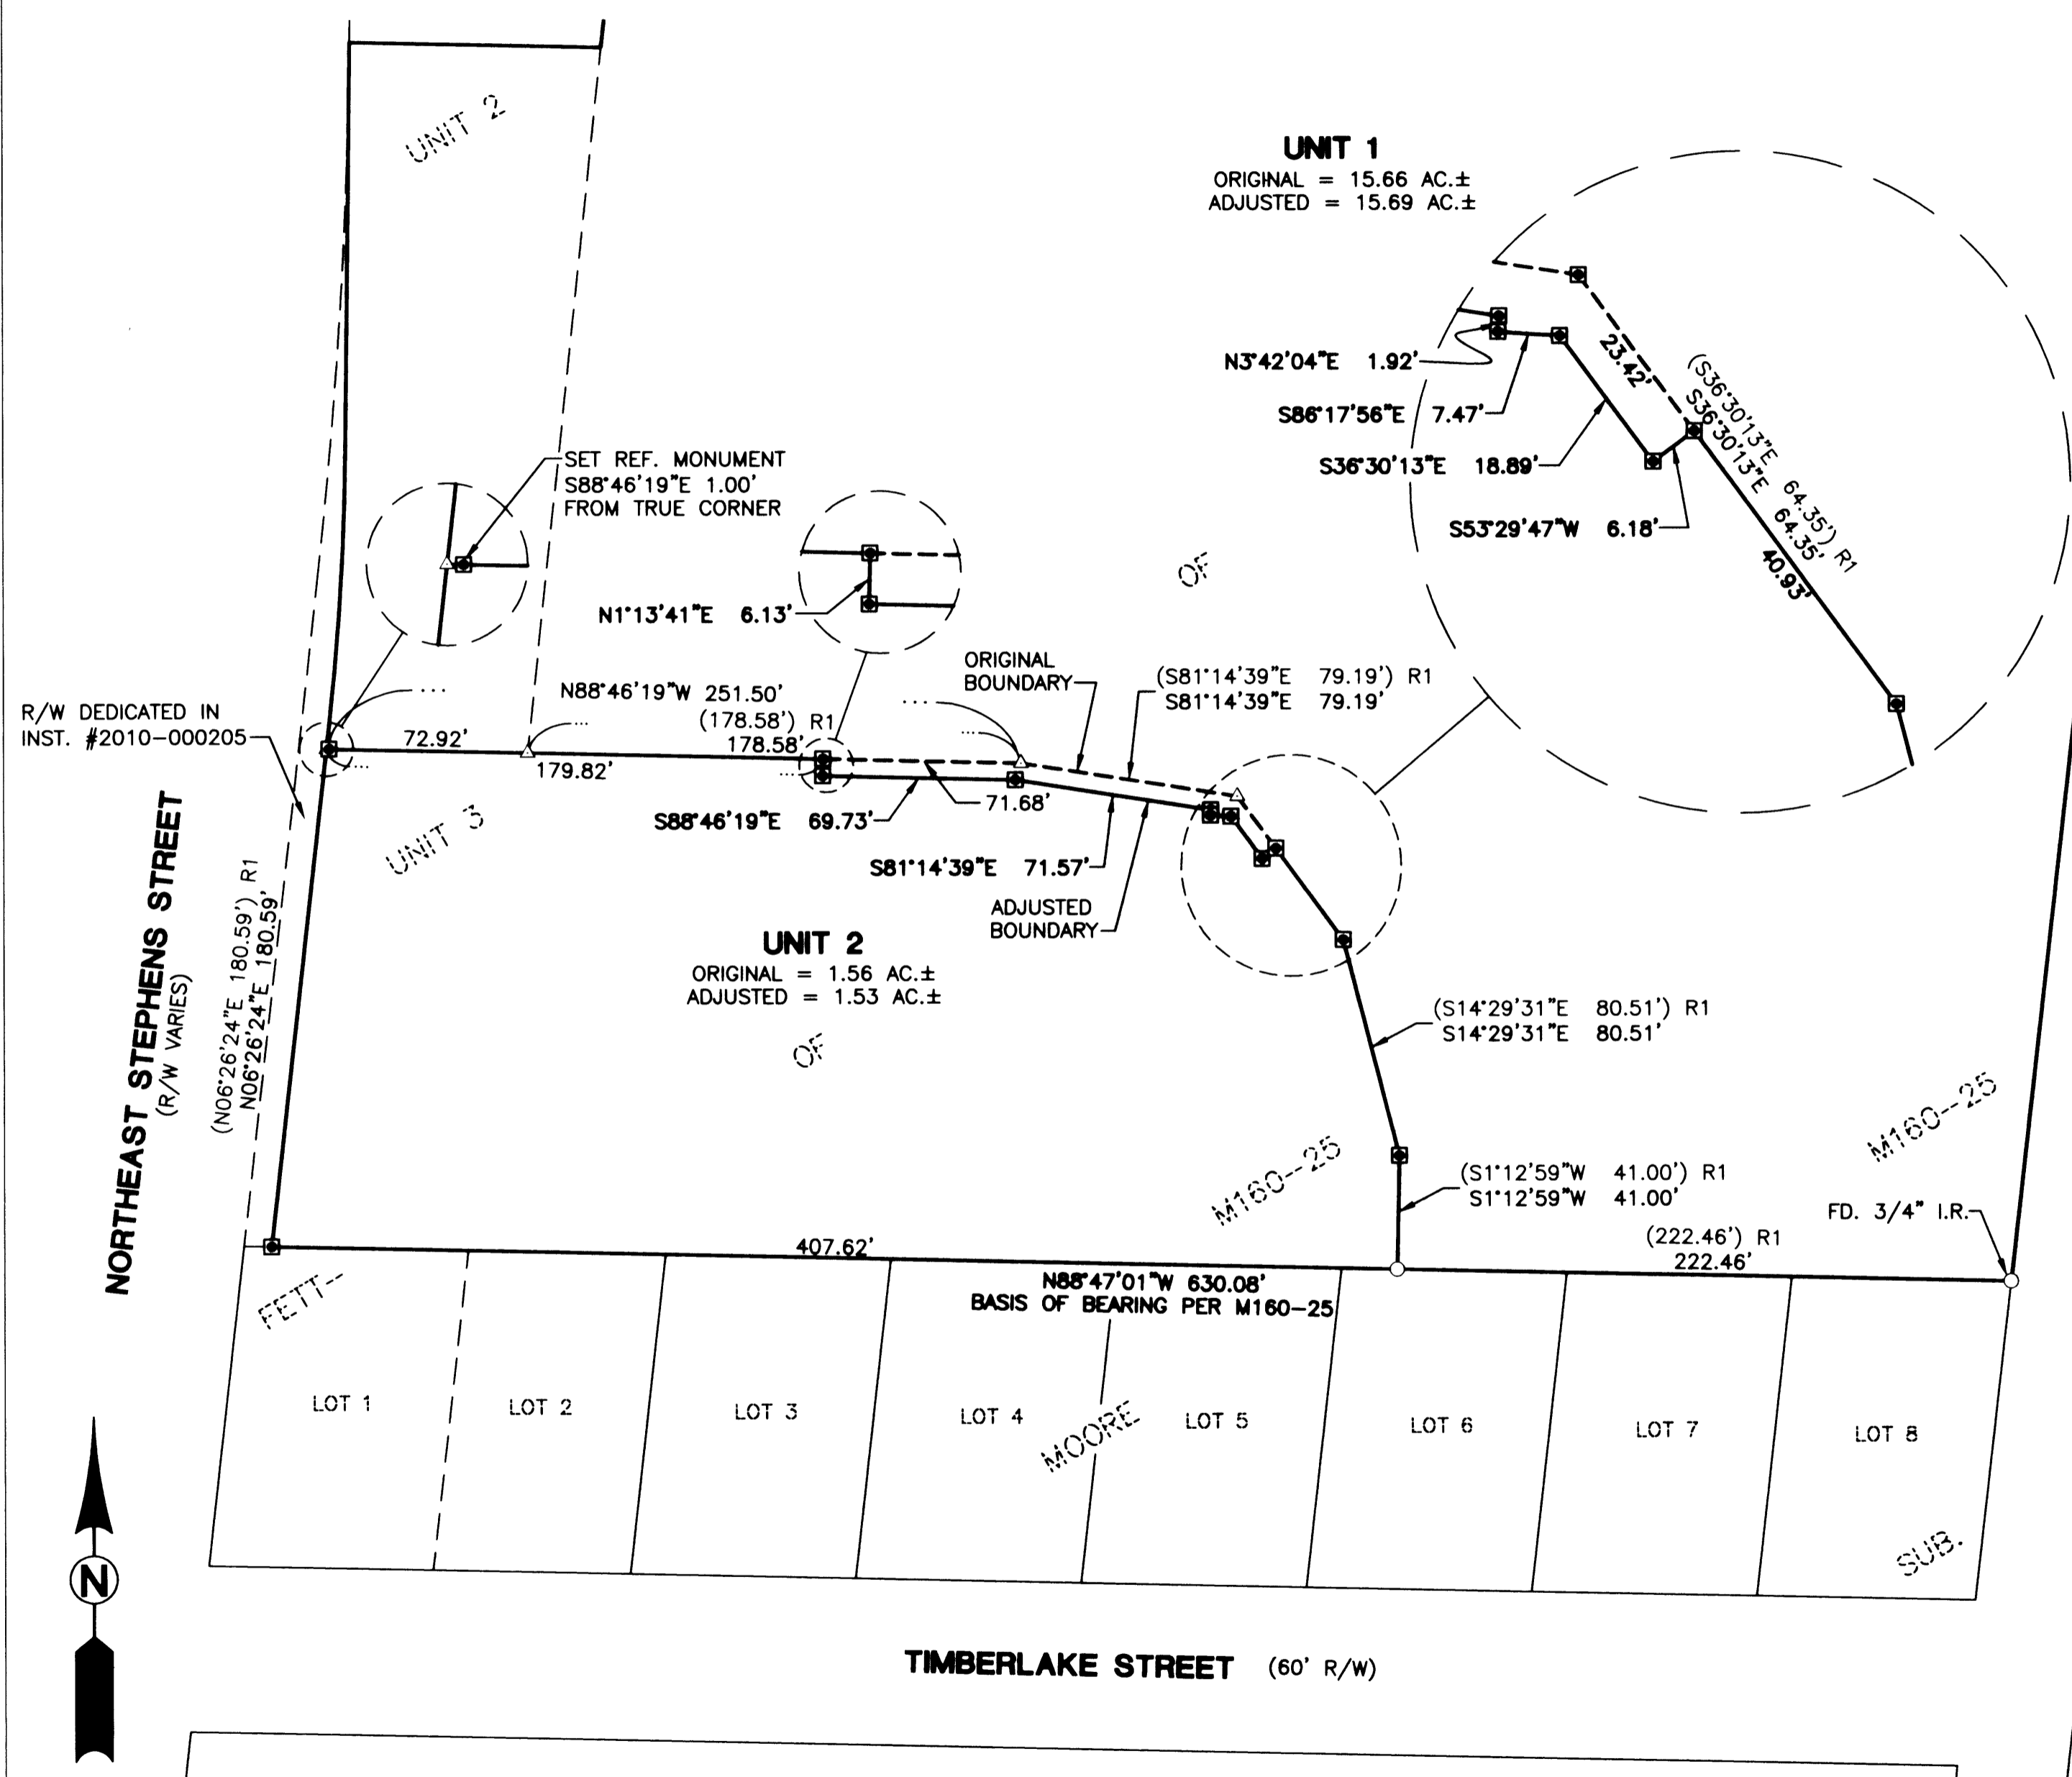 UNIT 2
UNIT 1
ORIGINAL = 15.66 AC.±
ADJUSTED = 15.69 AC.±
N3°42'04"E 1.92'
S86°17'56"E 7.47'
S36°30'13"E 18.89'
S53°29'47"W 6.18'
23.42'
(S36°30'13"E 64.35') R1
S36°30'13"E 64.35'
40.93'
SET REF. MONUMENT
S88°46'19"E 1.00'
FROM TRUE CORNER
N1°13'41"E 6.13'
OF
ORIGINAL
BOUNDARY
(S81°14'39"E 79.19') R1
S81°14'39"E 79.19'
N88°46'19"W 251.50'
(178.58') R1
178.58'
72.92'
179.82'
R/W DEDICATED IN
INST. #2010-000205
71.68'
S88°46'19"E 69.73'
S81°14'39"E 71.57'
ADJUSTED
BOUNDARY
UNIT 3
UNIT 2
ORIGINAL = 1.56 AC.±
ADJUSTED = 1.53 AC.±
OF
NORTHEAST STEPHENS STREET
(R/W VARIES)
(N06°26'24"E 180.59') R1
N06°26'24"E 180.59'
(S14°29'31"E 80.51') R1
S14°29'31"E 80.51'
M160-25
M160-25
(S1°12'59"W 41.00') R1
S1°12'59"W 41.00'
FD. 3/4" I.R.
(222.46') R1
222.46'
407.62'
N88°47'01"W 630.08'
BASIS OF BEARING PER M160-25
FETT-
LOT 1
LOT 2
LOT 3
LOT 4
MOORE
LOT 5
LOT 6
LOT 7
LOT 8
SUB.
N
TIMBERLAKE STREET (60' R/W)